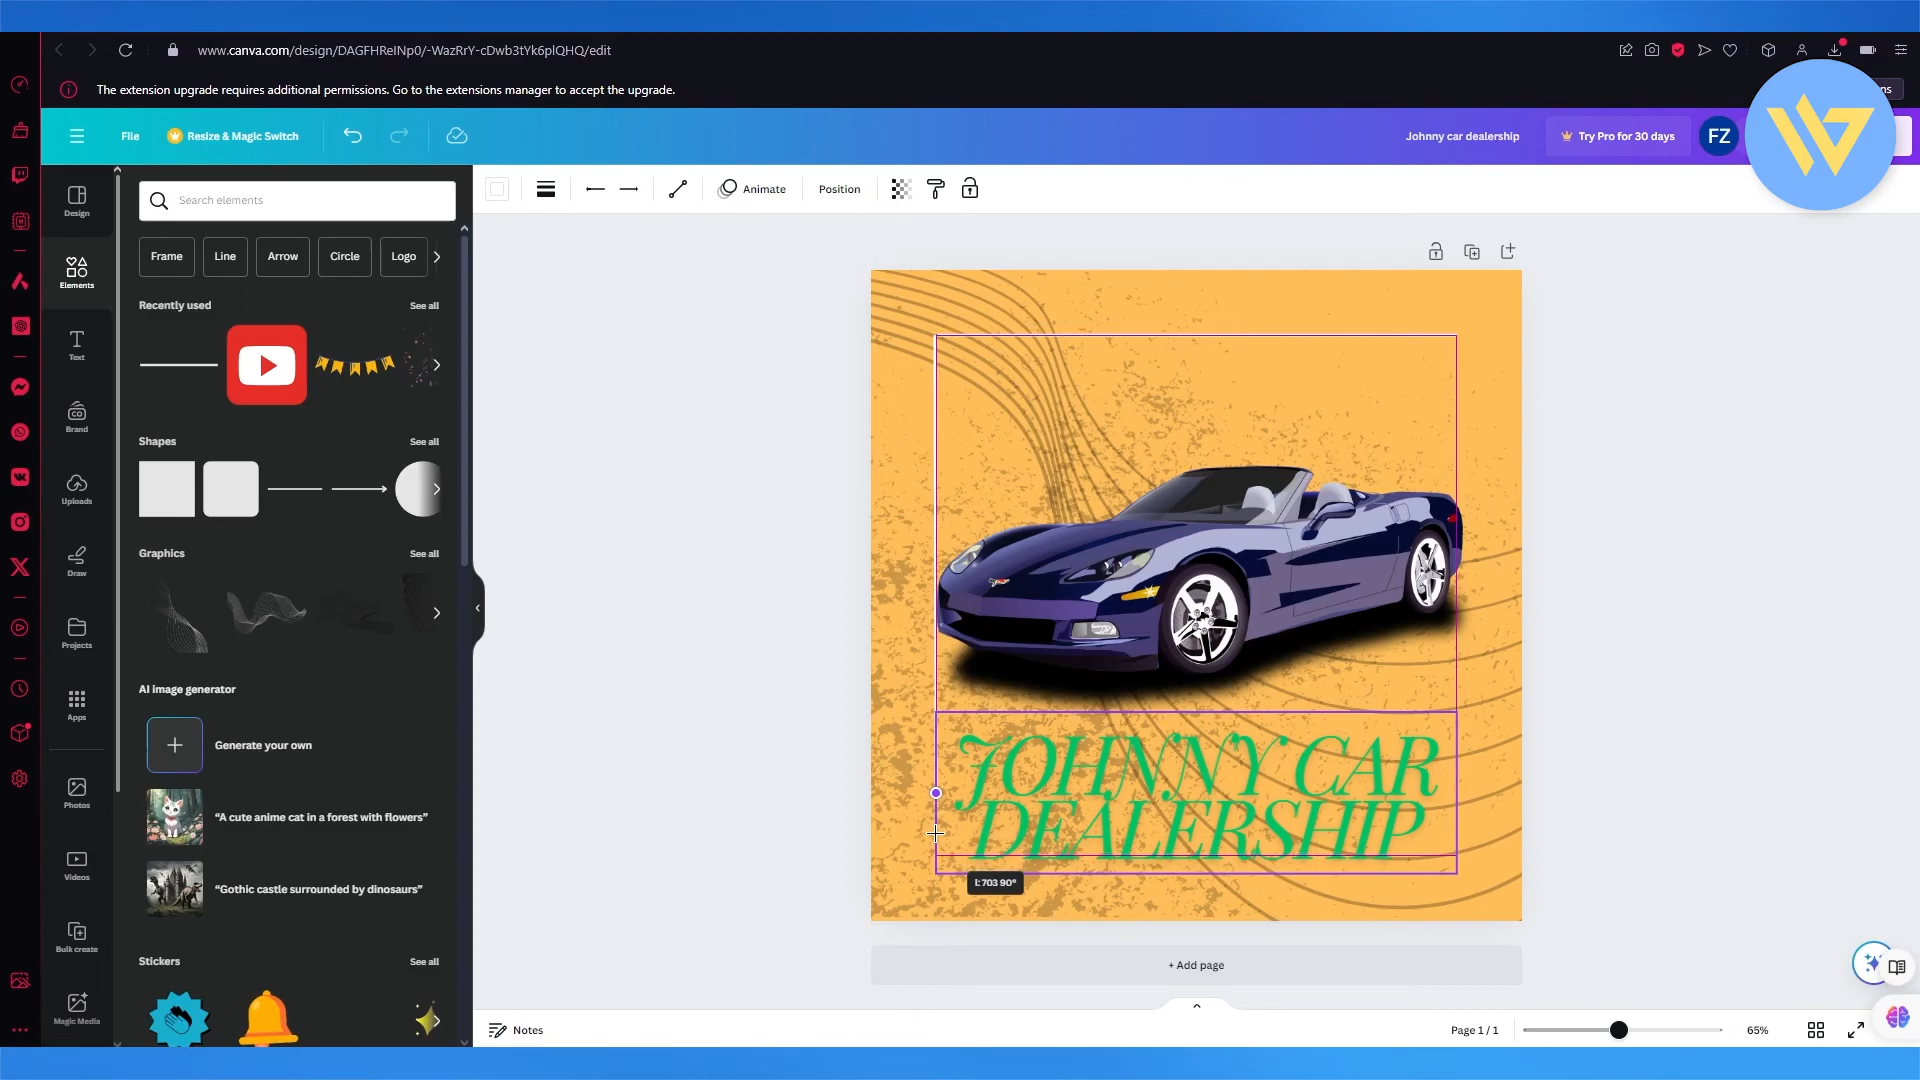 www.canva.com/design/DAGFHReINp0/-WazRrY-cDwb3tYk6plQHQ/edit
The extension upgrade requires additional permissions. Go to the extensions manager to accept the upgrade.
File
Resize & Magic Switch
Johnny car dealership
Try Pro for 30 days
FZ
Design
Elements
Text
Brand
Uploads
Draw
Projects
Apps
Photos
Videos
Bulk create
Magic Media
Search elements
Frame
Line
Arrow
Circle
Logo
Recently used
See all
Shapes
See all
Graphics
See all
AI image generator
Generate your own
“A cute anime cat in a forest with flowers”
“Gothic castle surrounded by dinosaurs”
Stickers
See all
Animate
Position
JOHNNY CAR
DEALERSHIP
l: 703 90°
+ Add page
Notes
Page 1 / 1
65%